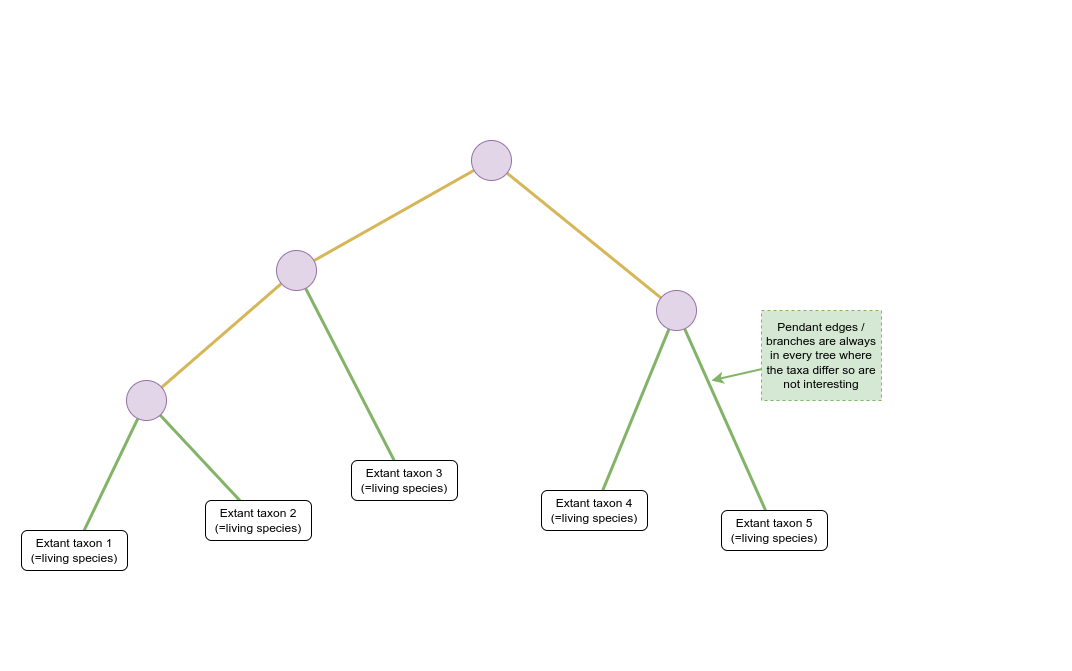 Pendant edges /
branches are always
in every tree where
the taxa differ so are
not interesting
Extant taxon 3
(=living species)
Extant taxon 4
(=living species)
Extant taxon 2
(=living species)
Extant taxon 5
(=living species)
Extant taxon 1
(=living species)